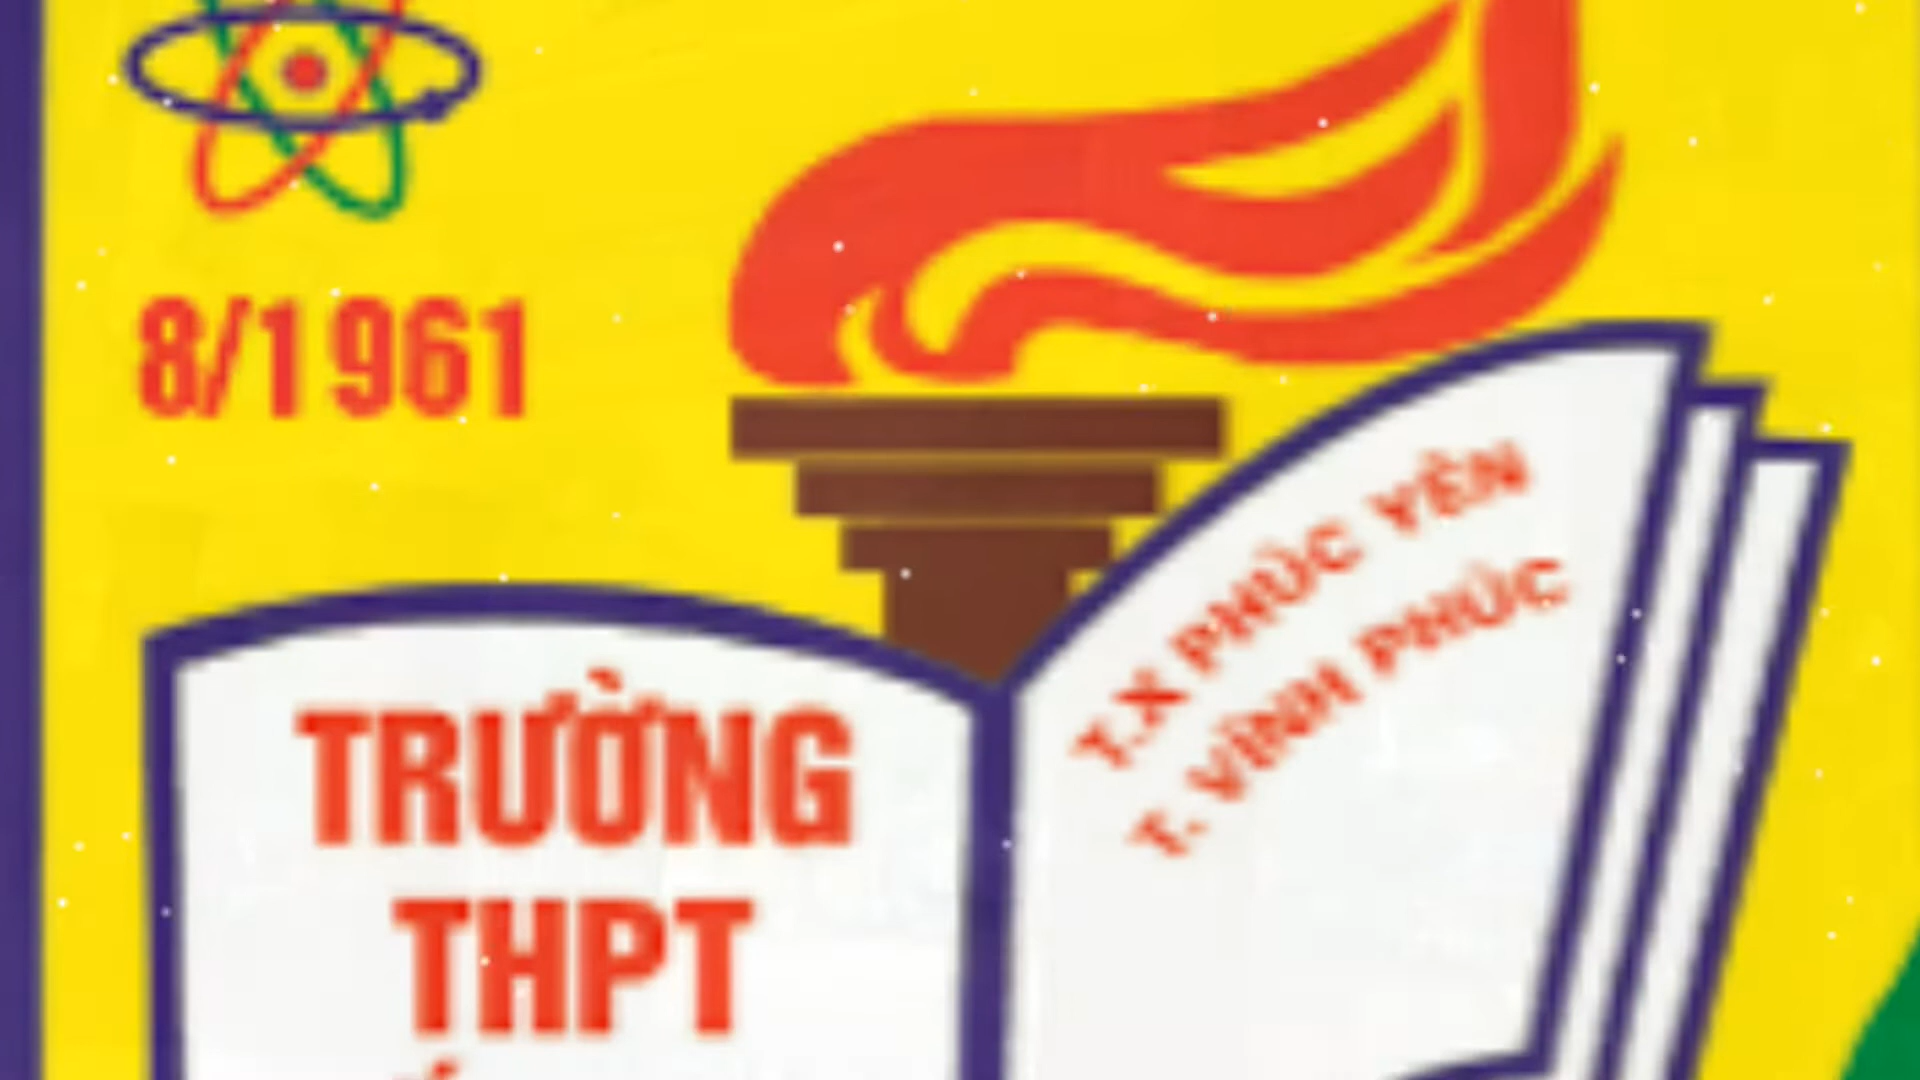 8/1961
TRƯỜNG
THPT
T.X PHÚC YÊN
T. VĨNH PHÚC